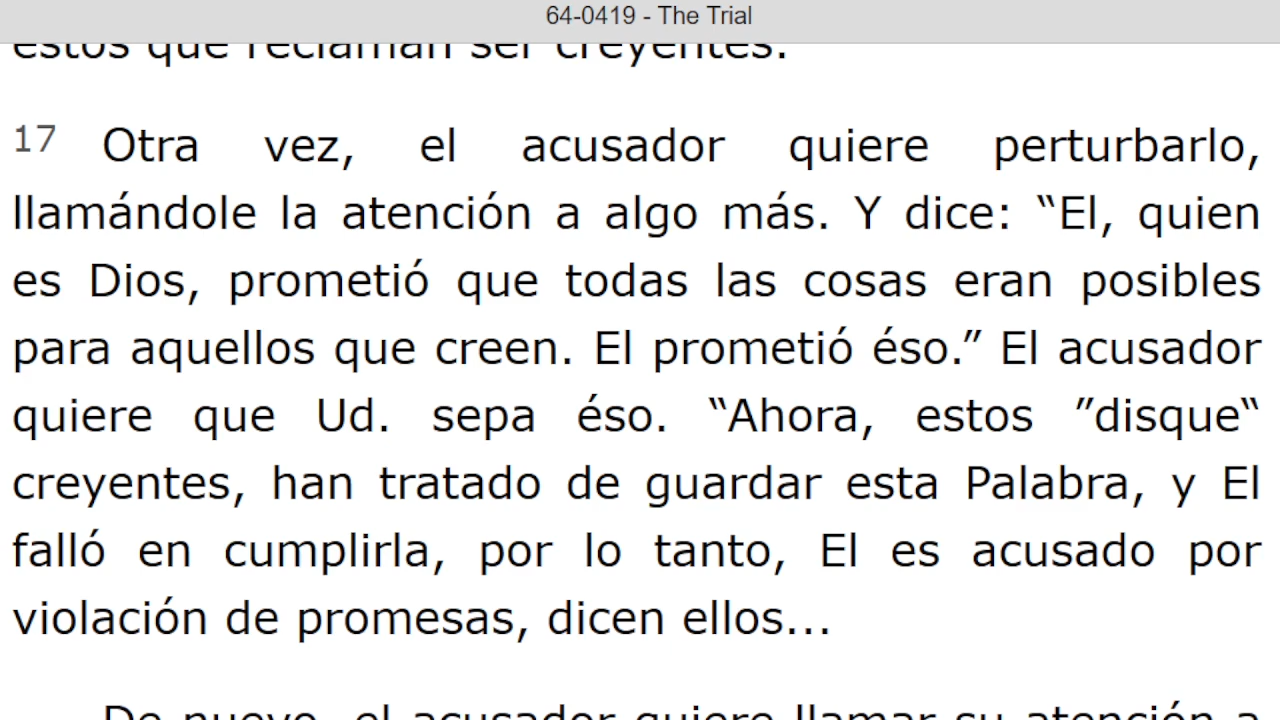 64-0419 - The Trial
estos que reclaman ser creyentes.
17 Otra vez, el acusador quiere perturbarlo,
llamándole la atención a algo más. Y dice: “El, quien
es Dios, prometió que todas las cosas eran posibles
para aquellos que creen. El prometió éso.” El acusador
quiere que Ud. sepa éso. “Ahora, estos ”disque“
creyentes, han tratado de guardar esta Palabra, y El
falló en cumplirla, por lo tanto, El es acusado por
violación de promesas, dicen ellos...
De nuevo, el acusador quiere llamar su atención a